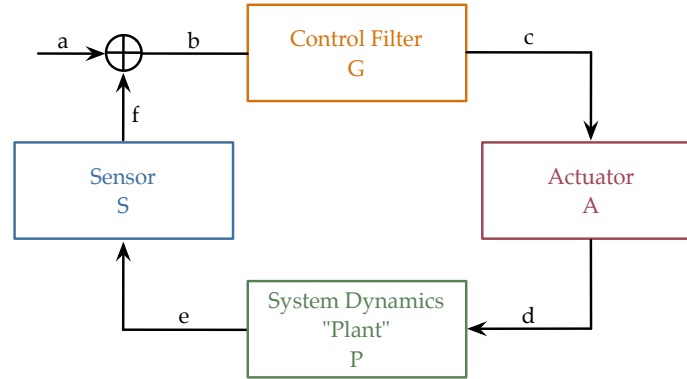 a
b
Control Filter
G
c
f
Sensor
S
Actuator
A
System Dynamics
"Plant"
P
e
d